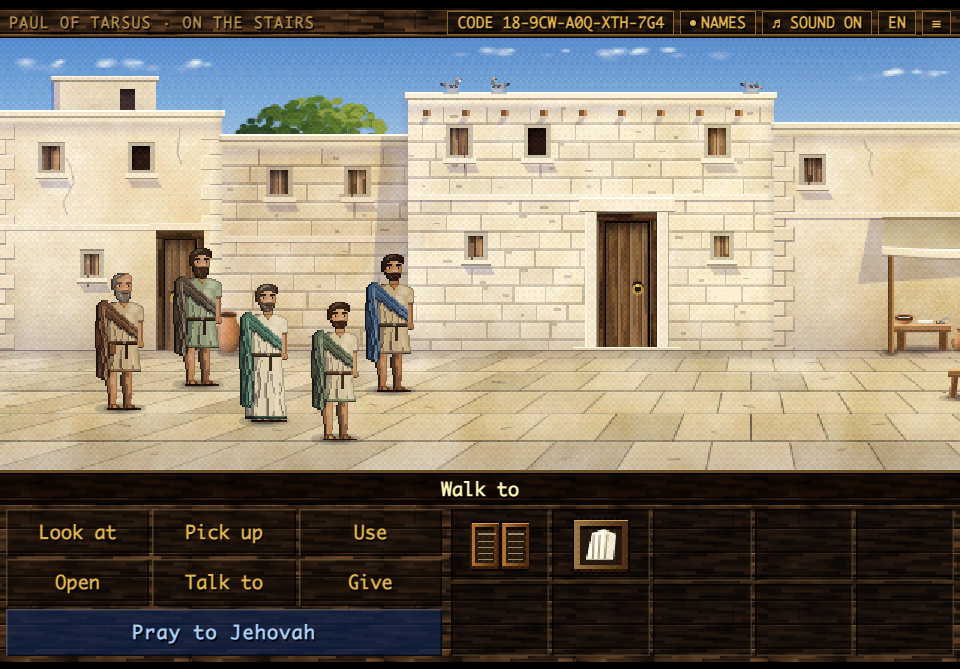 PAUL OF TARSUS · ON THE STAIRS
CODE 18-9CW-A0Q-XTH-7G4
• NAMES
♬ SOUND ON
EN
≡
Walk to
Look at
Pick up
Use
Open
Talk to
Give
Pray to Jehovah